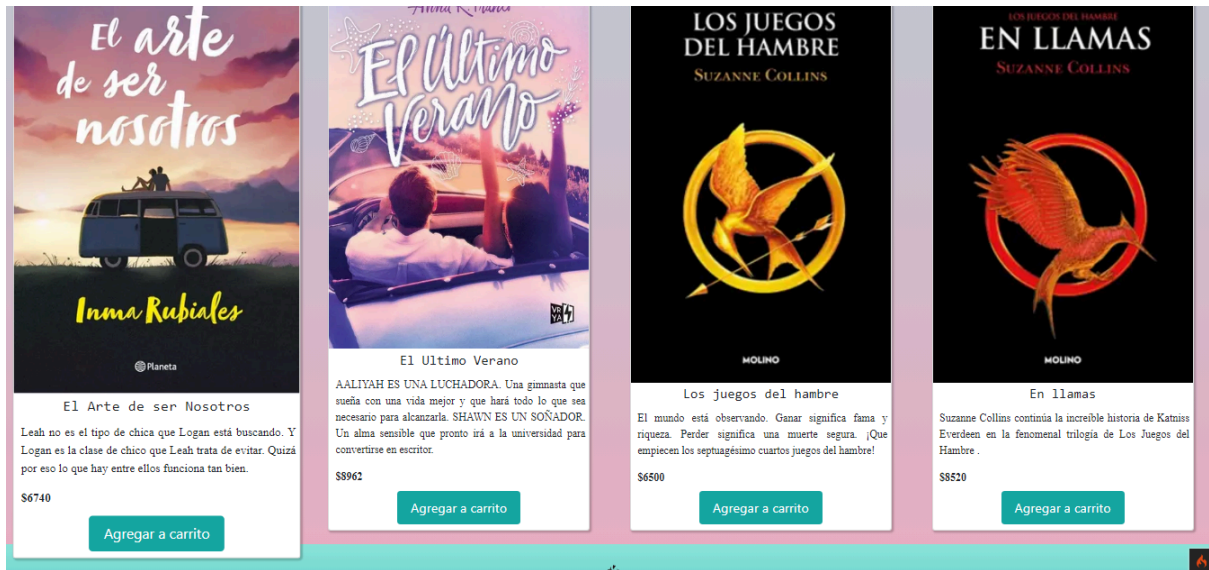 El arte
de ser
nosotros
Inma Rubiales
Planeta
El Arte de ser Nosotros
Leah no es el tipo de chica que Logan está buscando. Y
Logan es la clase de chico que Leah trata de evitar. Quizá
por eso lo que hay entre ellos funciona tan bien.
$6740
Agregar a carrito
El Último
Verano
VR
YA
El Ultimo Verano
AALIYAH ES UNA LUCHADORA. Una gimnasta que
sueña con una vida mejor y que hará todo lo que sea
necesario para alcanzarla. SHAWN ES UN SOÑADOR.
Un alma sensible que pronto irá a la universidad para
convertirse en escritor.
$8962
Agregar a carrito
LOS JUEGOS
DEL HAMBRE
SUZANNE COLLINS
MOLINO
Los juegos del hambre
El mundo está observando. Ganar significa fama y
riqueza. Perder significa una muerte segura. ¡Que
empiecen los septuagésimo cuartos juegos del hambre!
$6500
Agregar a carrito
LOS JUEGOS DEL HAMBRE
EN LLAMAS
SUZANNE COLLINS
MOLINO
En llamas
Suzanne Collins continúa la increíble historia de Katniss
Everdeen en la fenomenal trilogía de Los Juegos del
Hambre .
$8520
Agregar a carrito